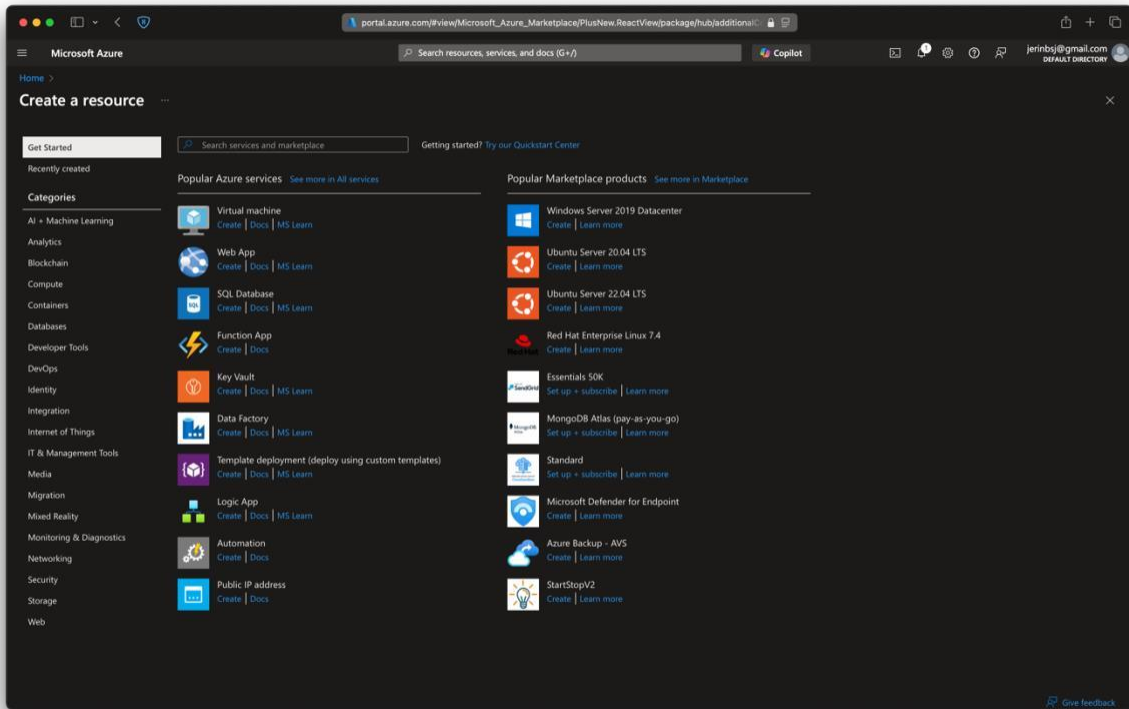 portal.azure.com/#view/Microsoft_Azure_Marketplace/PlusNew.ReactView/package/hub/additionalC
Microsoft Azure
Search resources, services, and docs (G+/)
Copilot
1
jerinbsj@gmail.com
DEFAULT DIRECTORY
Home >
Create a resource ...
Get Started
Recently created
Categories
AI + Machine Learning
Analytics
Blockchain
Compute
Containers
Databases
Developer Tools
DevOps
Identity
Integration
Internet of Things
IT & Management Tools
Media
Migration
Mixed Reality
Monitoring & Diagnostics
Networking
Security
Storage
Web
Search services and marketplace
Getting started? Try our Quickstart Center
Popular Azure services See more in All services
Virtual machine
Create | Docs | MS Learn
Web App
Create | Docs | MS Learn
SQL
SQL Database
Create | Docs | MS Learn
Function App
Create | Docs
Key Vault
Create | Docs | MS Learn
Data Factory
Create | Docs | MS Learn
Template deployment (deploy using custom templates)
Create | Docs | MS Learn
Logic App
Create | Docs | MS Learn
Automation
Create | Docs
Public IP address
Create | Docs
Popular Marketplace products See more in Marketplace
Windows Server 2019 Datacenter
Create | Learn more
Ubuntu Server 20.04 LTS
Create | Learn more
Ubuntu Server 22.04 LTS
Create | Learn more
Red Hat
Red Hat Enterprise Linux 7.4
Create | Learn more
SendGrid
Essentials 50K
Set up + subscribe | Learn more
MongoDB
MongoDB Atlas (pay-as-you-go)
Set up + subscribe | Learn more
Standard
Set up + subscribe | Learn more
Microsoft Defender for Endpoint
Create | Learn more
Azure Backup - AVS
Create | Learn more
StartStopV2
Create | Learn more
Give feedback